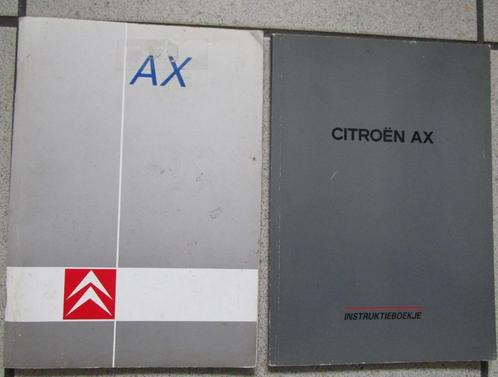 AX
CITROËN AX
INSTRUKTIEBOEKJE